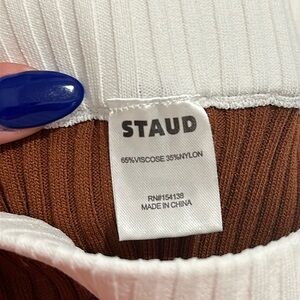 STAUD
65%VISCOSE 35%NYLON
RN#154138
MADE IN CHINA